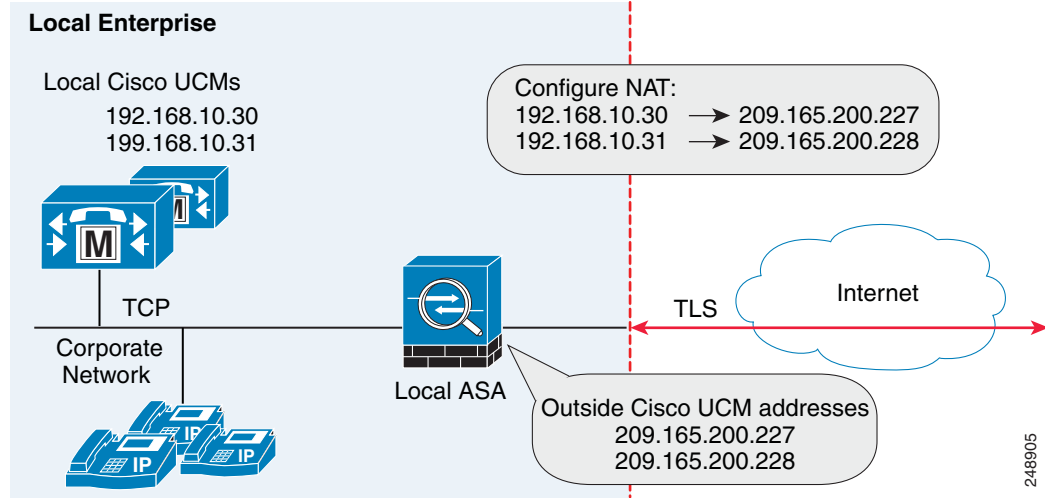 Local Enterprise
Local Cisco UCMs
192.168.10.30
199.168.10.31
Configure NAT:
192.168.10.30 → 209.165.200.227
192.168.10.31 → 209.165.200.228
M
M
TCP
TLS
Internet
Corporate
Network
Local ASA
Outside Cisco UCM addresses
209.165.200.227
209.165.200.228
IP
IP
IP
248905